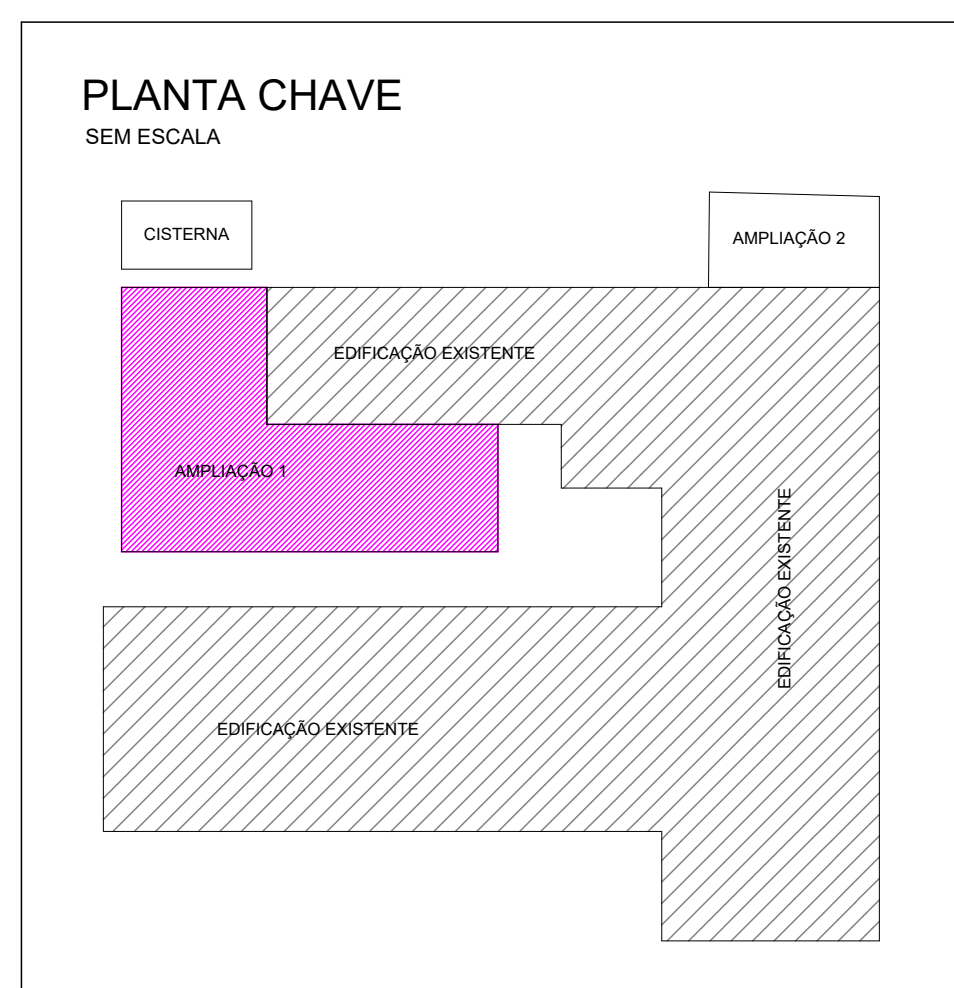 PLANTA CHAVE
SEM ESCALA
CISTERNA
AMPLIAÇÃO 2
EDIFICAÇÃO EXISTENTE
AMPLIAÇÃO 1
EDIFICAÇÃO EXISTENTE
EDIFICAÇÃO EXISTENTE